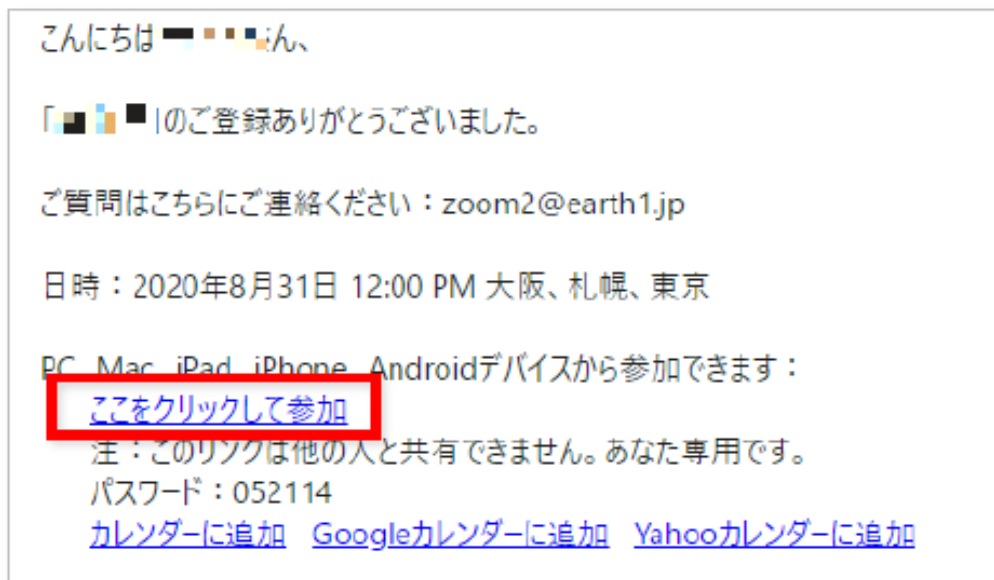 こんにちは さん、
「 」のご登録ありがとうございました。
ご質問はこちらにご連絡ください：zoom2@earth1.jp
日時：2020年8月31日 12:00 PM 大阪、札幌、東京
PC、Mac、iPad、iPhone、Androidデバイスから参加できます：
ここをクリックして参加
注：このリンクは他の人と共有できません。あなた専用です。
パスワード：052114
カレンダーに追加 Googleカレンダーに追加 Yahooカレンダーに追加